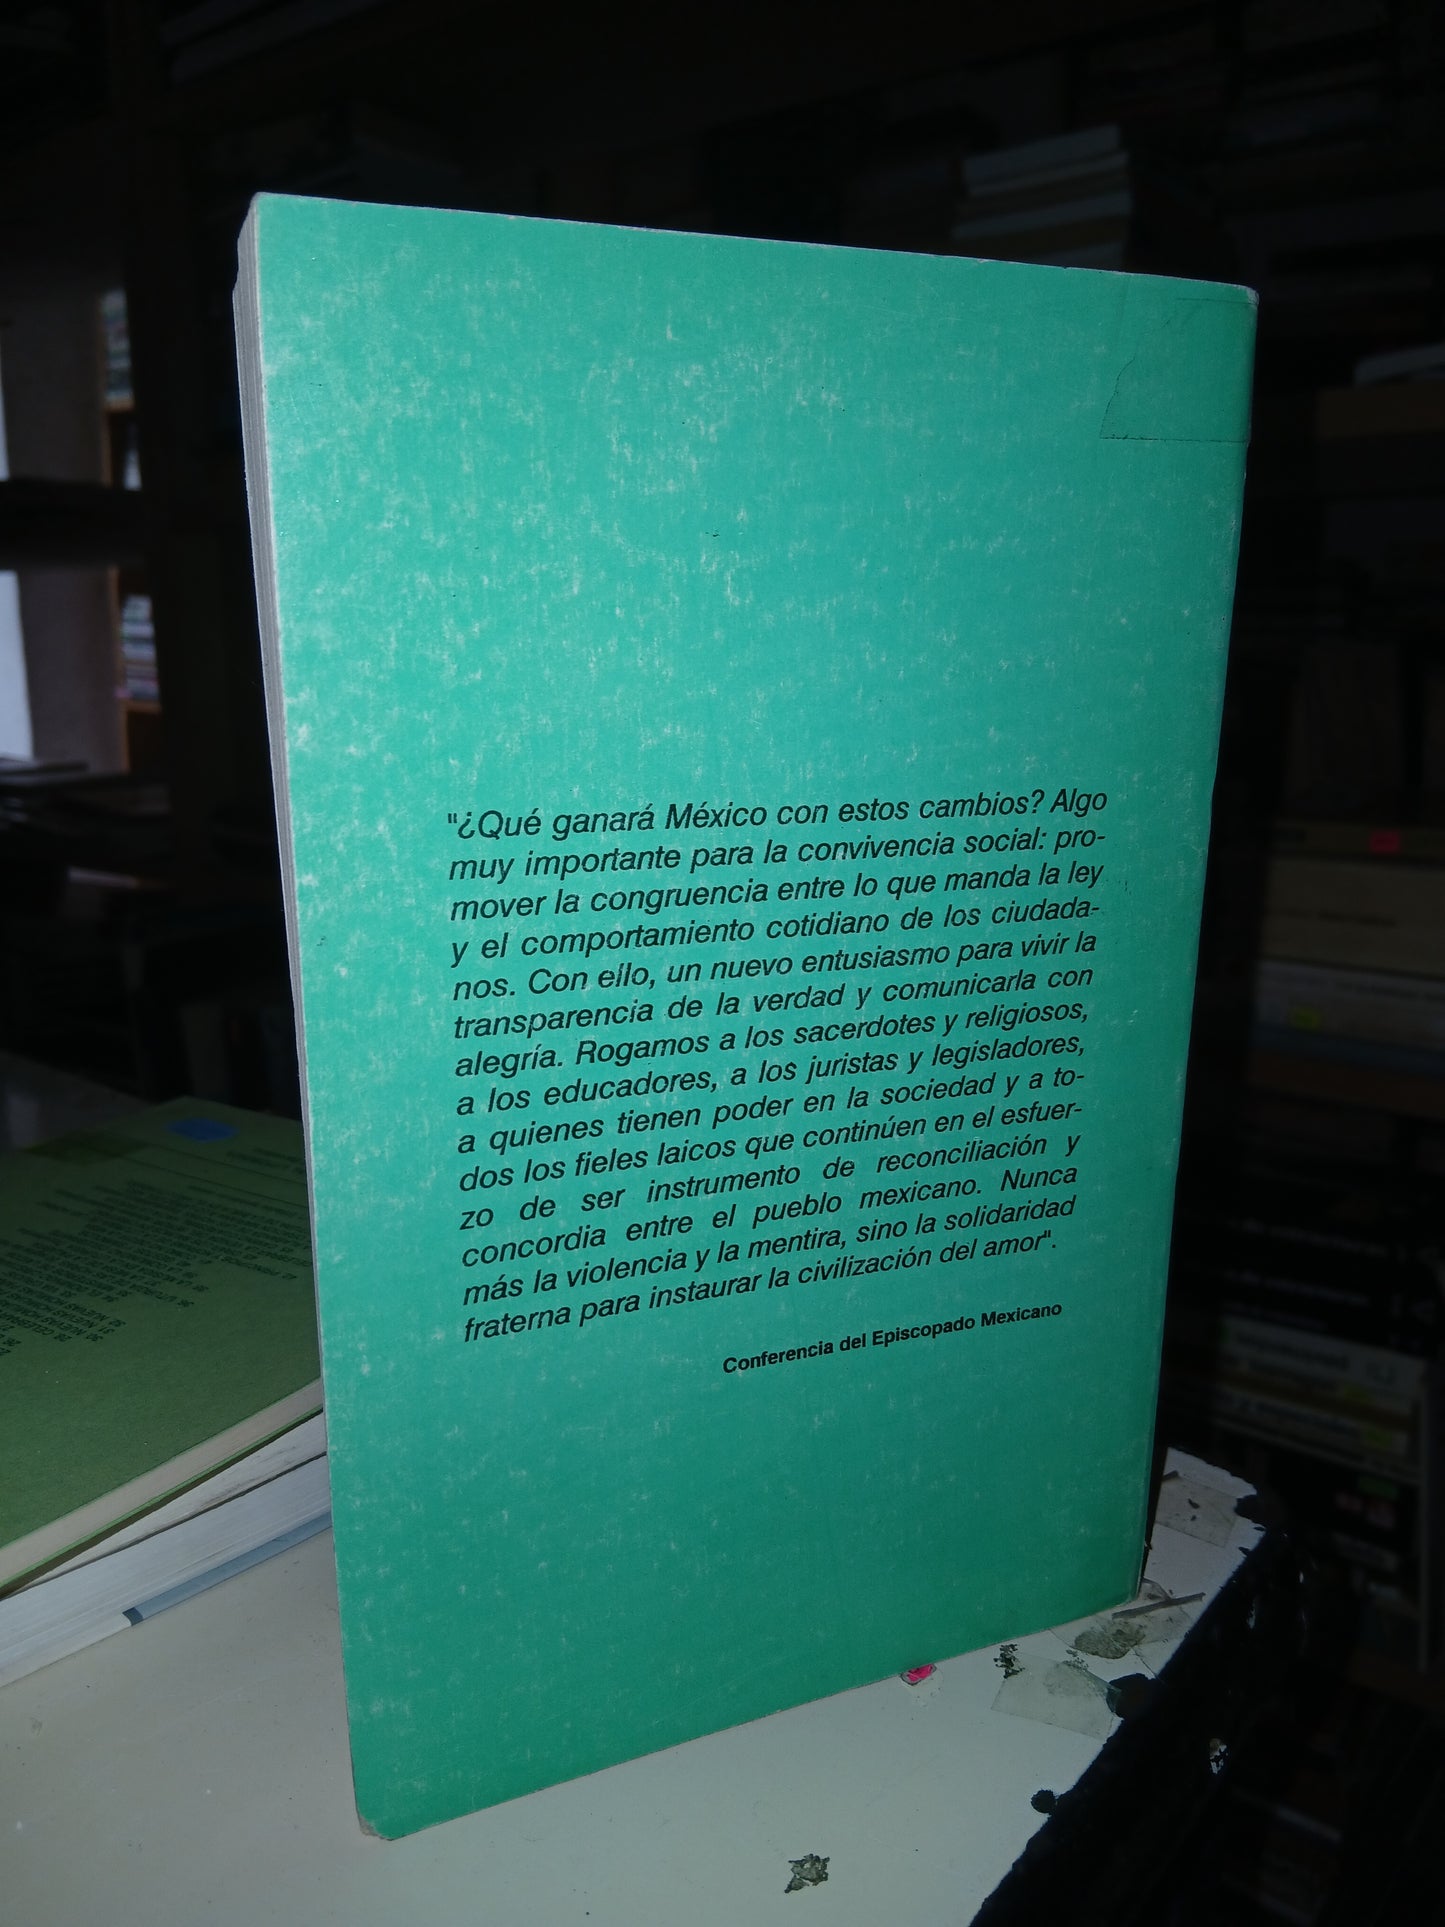 "¿Qué ganará México con estos cambios? Algo
muy importante para la convivencia social: pro-
mover la congruencia entre lo que manda la ley
y el comportamiento cotidiano de los ciudada-
nos. Con ello, un nuevo entusiasmo para vivir la
transparencia de la verdad y comunicarla con
alegría. Rogamos a los sacerdotes y religiosos,
a los educadores, a los juristas y legisladores,
a quienes tienen poder en la sociedad y a to-
dos los fieles laicos que continúen en el esfuer-
zo de ser instrumento de reconciliación y
concordia entre el pueblo mexicano. Nunca
más la violencia y la mentira, sino la solidaridad
fraterna para instaurar la civilización del amor".
Conferencia del Episcopado Mexicano